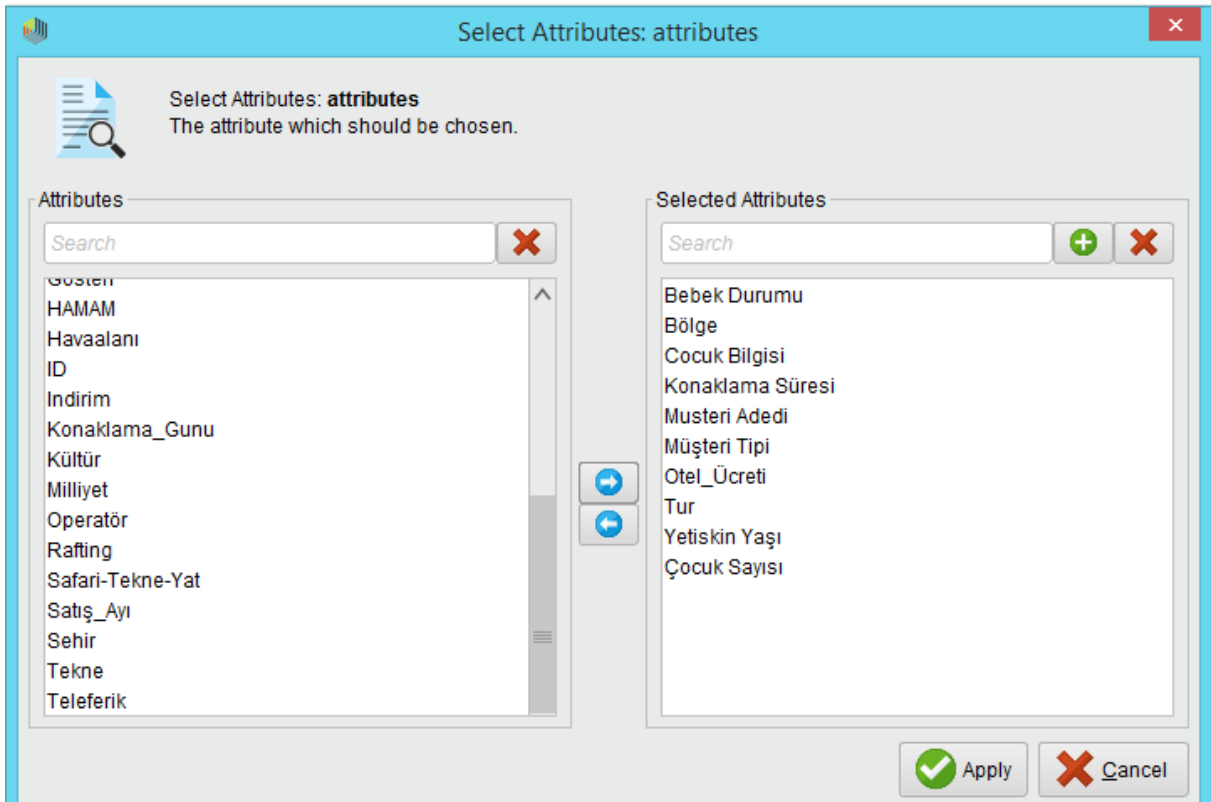 Select Attributes: attributes
Select Attributes: attributes
The attribute which should be chosen.
Attributes
Search
HAMAM
Havaalanı
ID
Indirim
Konaklama_Gunu
Kültür
Milliyet
Operatör
Rafting
Safari-Tekne-Yat
Satış_Ayı
Sehir
Tekne
Teleferik
Selected Attributes
Search
Bebek Durumu
Bölge
Cocuk Bilgisi
Konaklama Süresi
Musteri Adedi
Müşteri Tipi
Otel_Ücreti
Tur
Yetiskin Yaşı
Çocuk Sayısı
Apply
Cancel